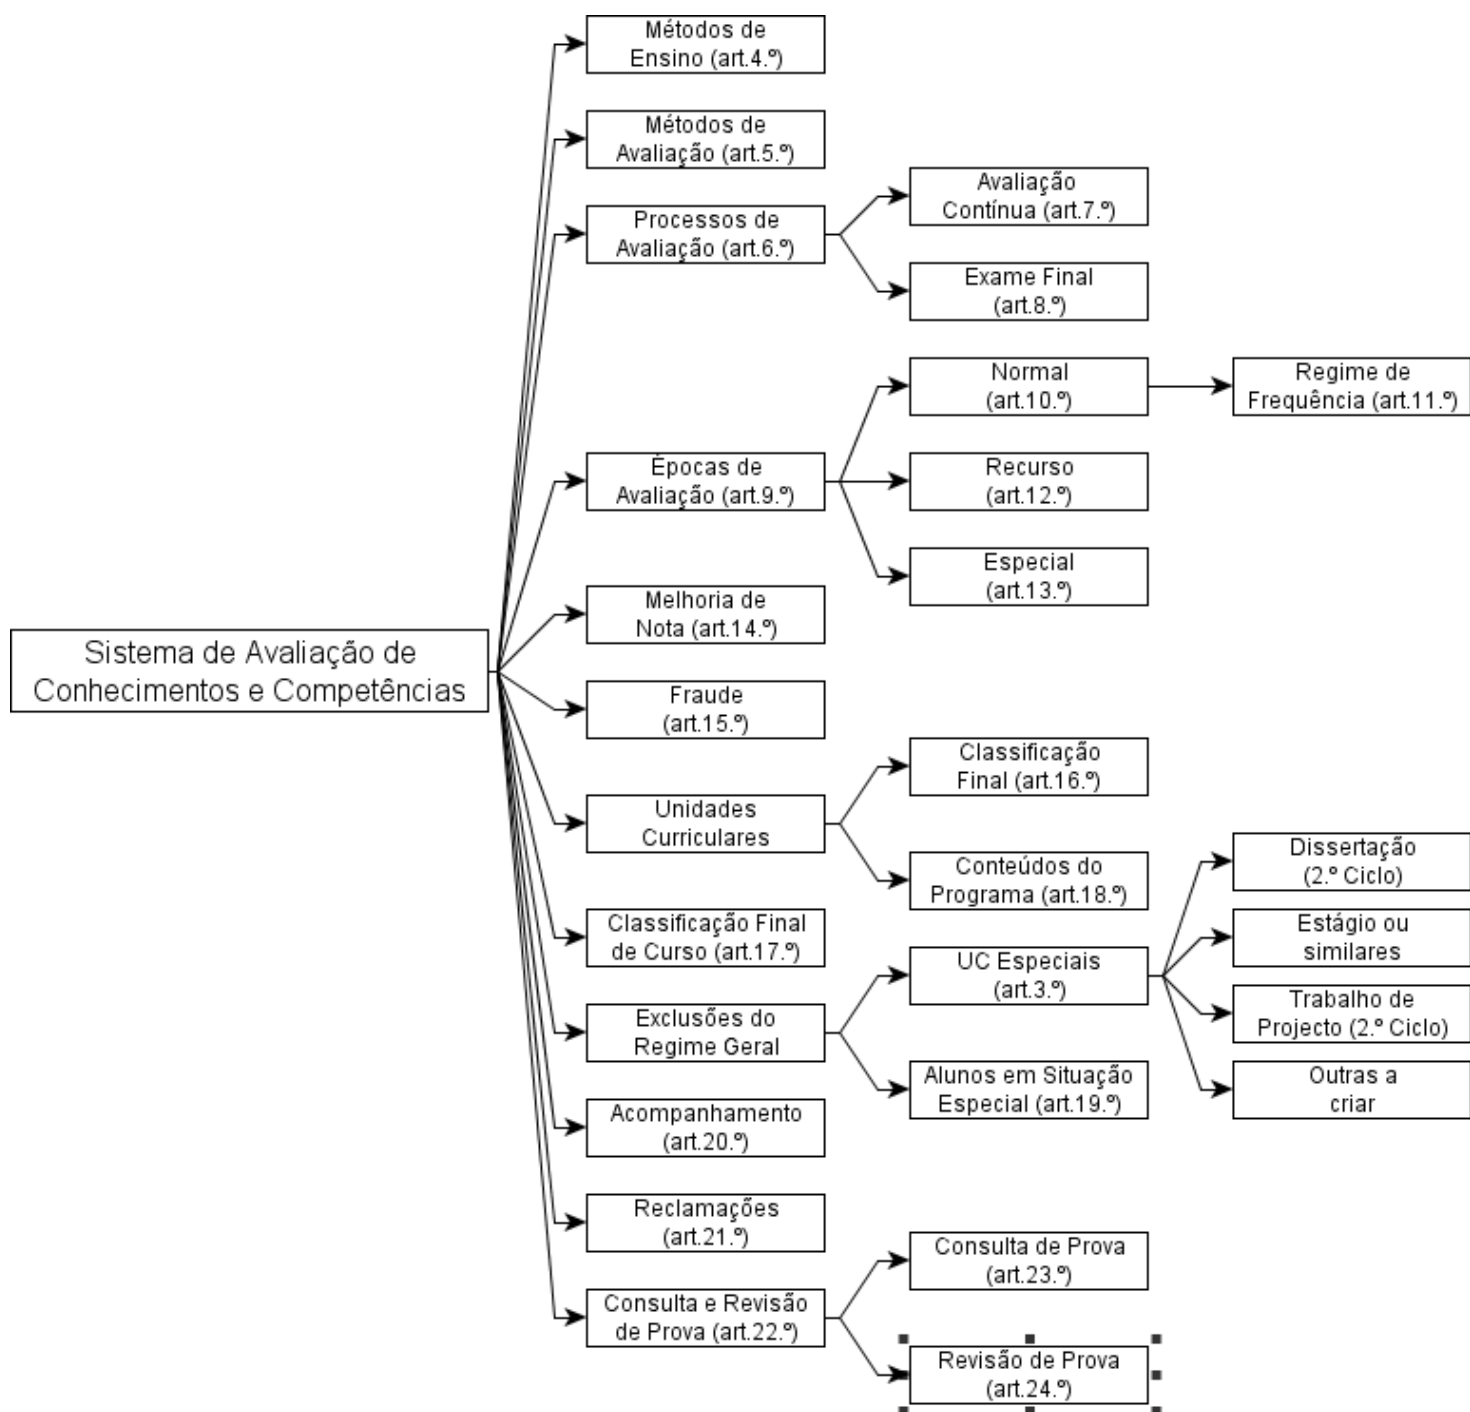 Métodos de
Ensino (art.4.º)
Métodos de
Avaliação (art.5.º)
Processos de
Avaliação (art.6.º)
Avaliação
Contínua (art.7.º)
Exame Final
(art.8.º)
Épocas de
Avaliação (art.9.º)
Normal
(art.10.º)
Regime de
Frequência (art.11.º)
Recurso
(art.12.º)
Especial
(art.13.º)
Sistema de Avaliação de
Conhecimentos e Competências
Melhoria de
Nota (art.14.º)
Fraude
(art.15.º)
Unidades
Curriculares
Classificação
Final (art.16.º)
Conteúdos do
Programa (art.18.º)
Classificação Final
de Curso (art.17.º)
Exclusões do
Regime Geral
UC Especiais
(art.3.º)
Dissertação
(2.º Ciclo)
Estágio ou
similares
Trabalho de
Projecto (2.º Ciclo)
Outras a
criar
Alunos em Situação
Especial (art.19.º)
Acompanhamento
(art.20.º)
Reclamações
(art.21.º)
Consulta e Revisão
de Prova (art.22.º)
Consulta de Prova
(art.23.º)
Revisão de Prova
(art.24.º)